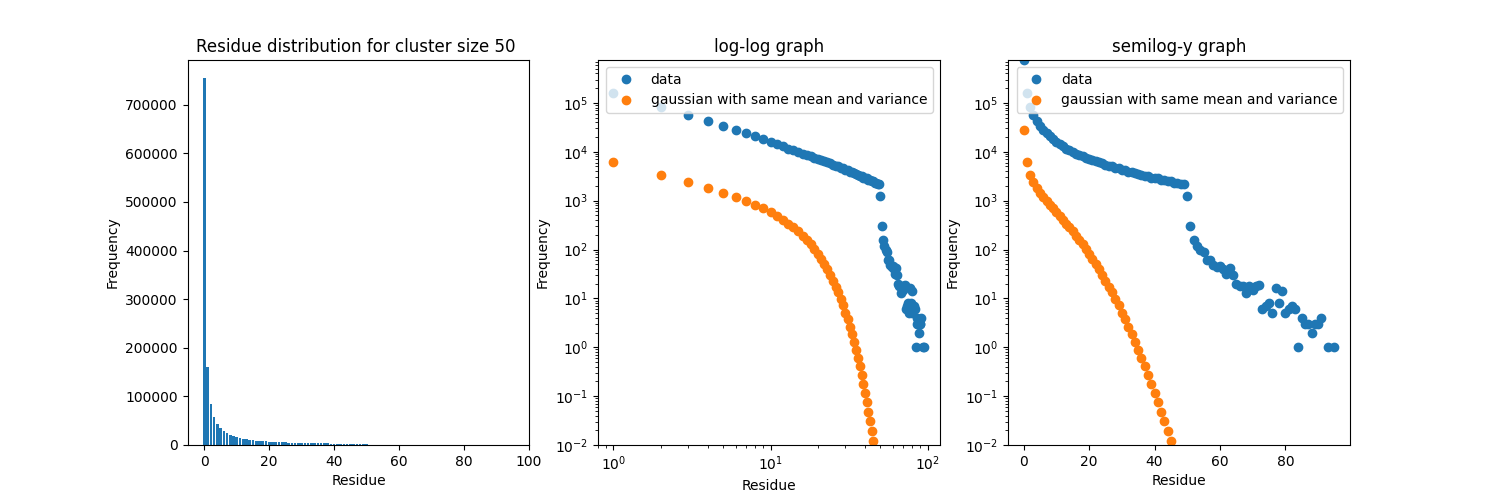 Residue distribution for cluster size 50
Frequency
700000
600000
500000
400000
300000
200000
100000
0
0 20 40 60 80 100
Residue
log-log graph
data
gaussian with same mean and variance
Frequency
10^5
10^4
10^3
10^2
10^1
10^0
10^-1
10^-2
10^0 10^1 10^2
Residue
semilog-y graph
data
gaussian with same mean and variance
Frequency
10^5
10^4
10^3
10^2
10^1
10^0
10^-1
10^-2
0 20 40 60 80
Residue